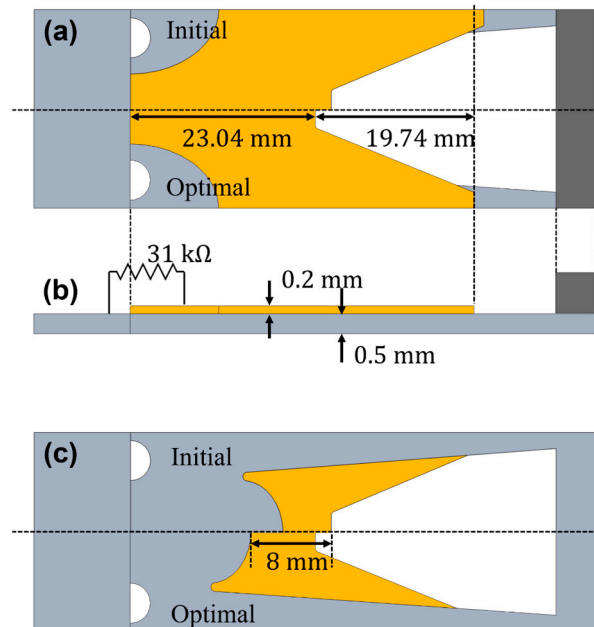 (a)
Initial
23.04 mm
19.74 mm
Optimal
31 kΩ
(b)
0.2 mm
0.5 mm
(c)
Initial
8 mm
Optimal